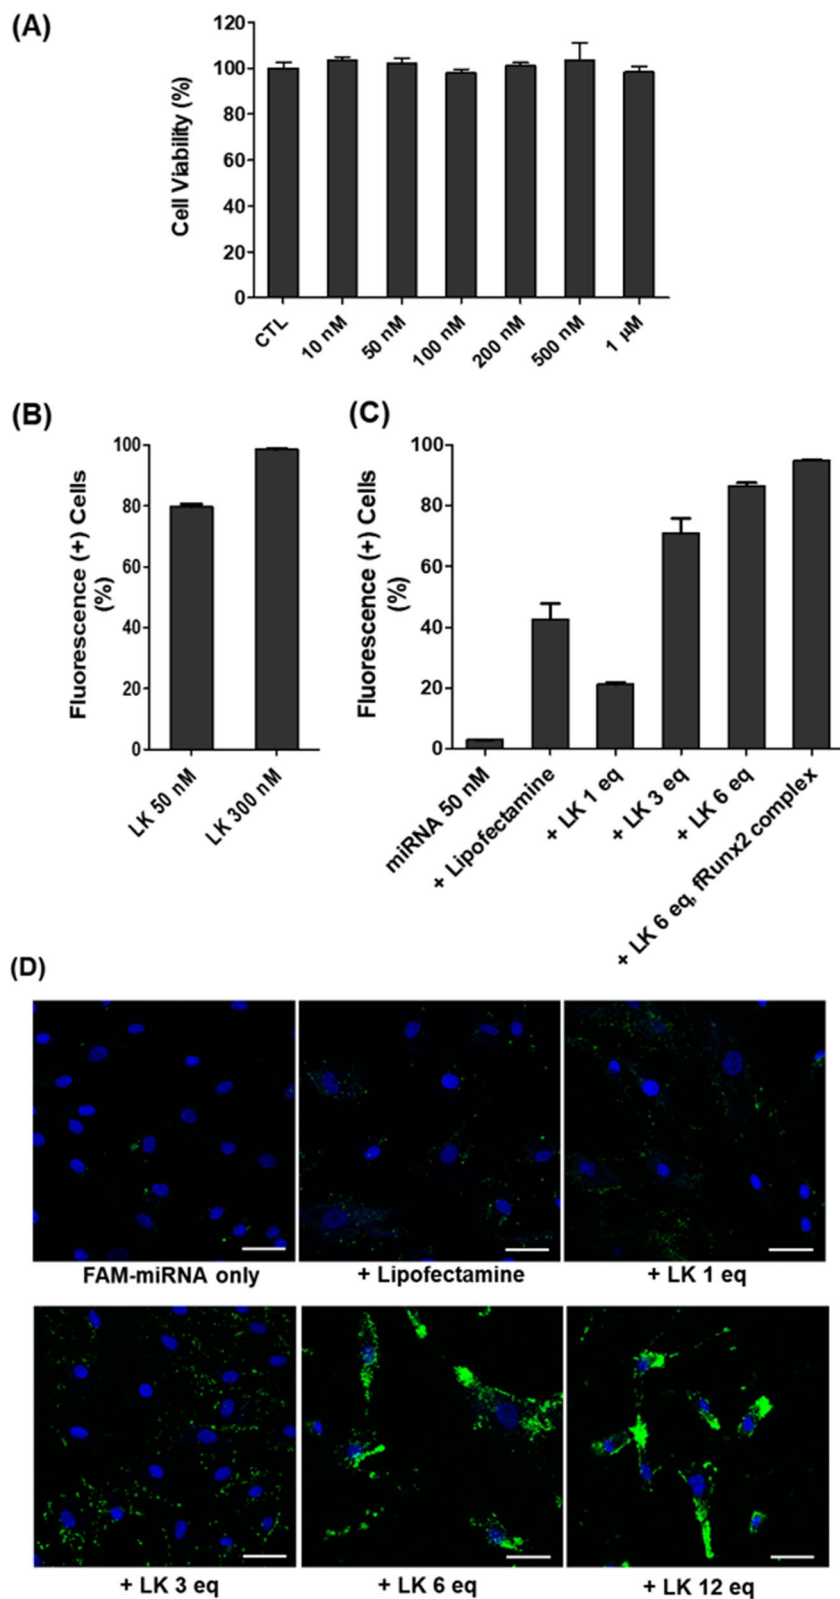 (A)
Cell Viability (%)
120
100
80
60
40
20
0
CTL
10 nM
50 nM
100 nM
200 nM
500 nM
1 µM
(B)
Fluorescence (+) Cells
(%)
100
80
60
40
20
0
LK 50 nM
LK 300 nM
(C)
Fluorescence (+) Cells
(%)
100
80
60
40
20
0
miRNA 50 nM
+ Lipofectamine
+ LK 1 eq
+ LK 3 eq
+ LK 6 eq
+ LK 6 eq, fRunx2 complex
(D)
FAM-miRNA only
+ Lipofectamine
+ LK 1 eq
+ LK 3 eq
+ LK 6 eq
+ LK 12 eq